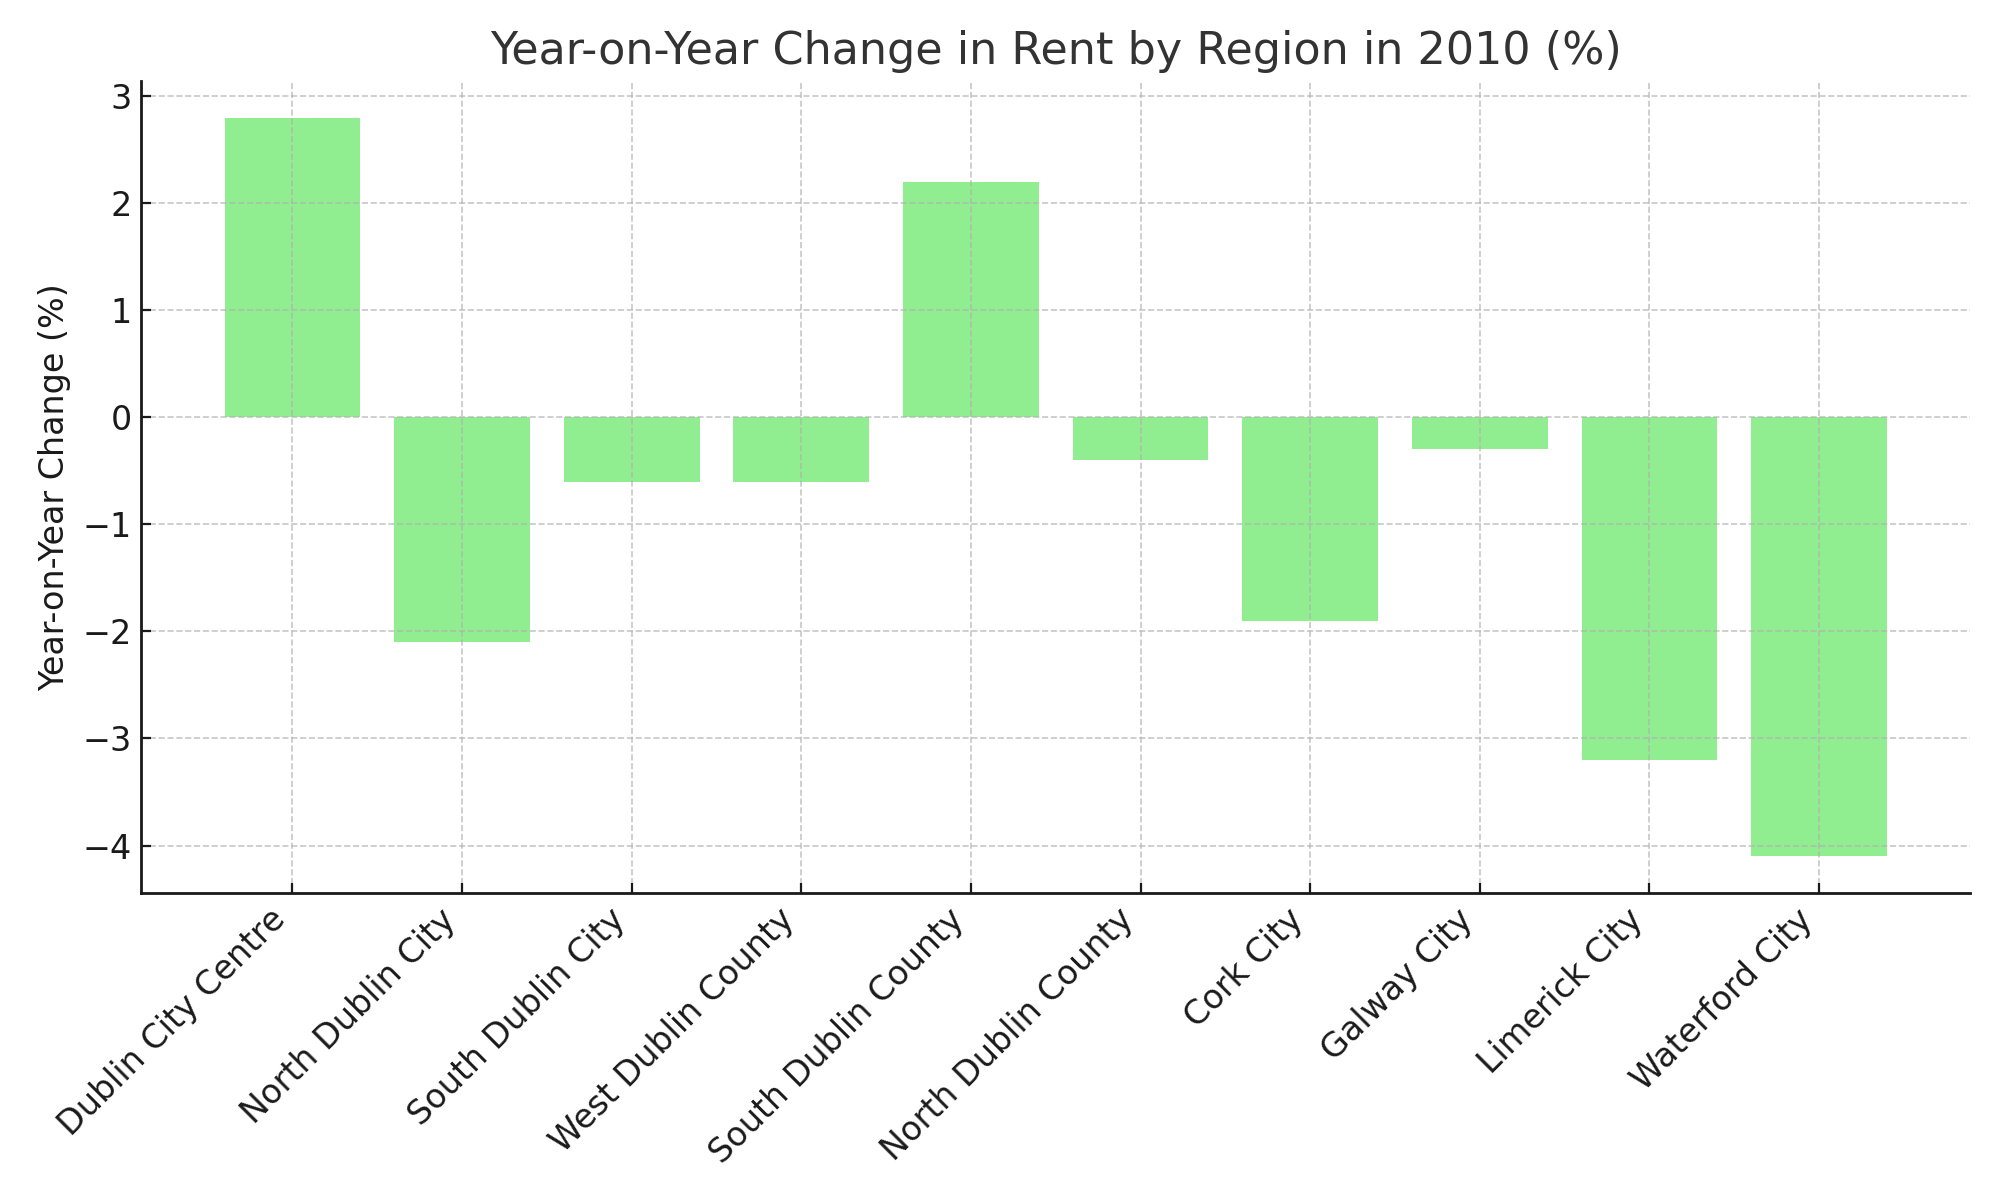 Year-on-Year Change in Rent by Region in 2010 (%)
Year-on-Year Change (%)
3
2
1
0
−1
−2
−3
−4
Dublin City Centre
North Dublin City
South Dublin City
West Dublin County
South Dublin County
North Dublin County
Cork City
Galway City
Limerick City
Waterford City